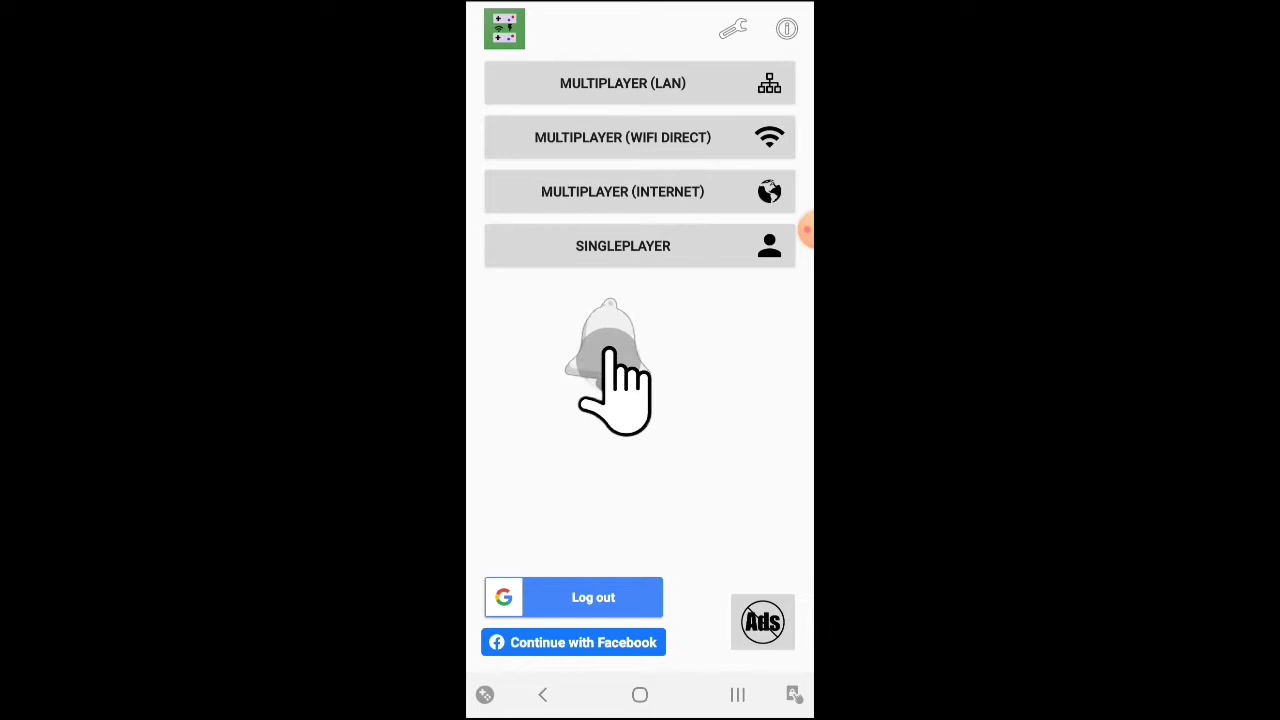 MULTIPLAYER (LAN)
MULTIPLAYER (WIFI DIRECT)
MULTIPLAYER (INTERNET)
SINGLEPLAYER
Log out
Continue with Facebook
Ads